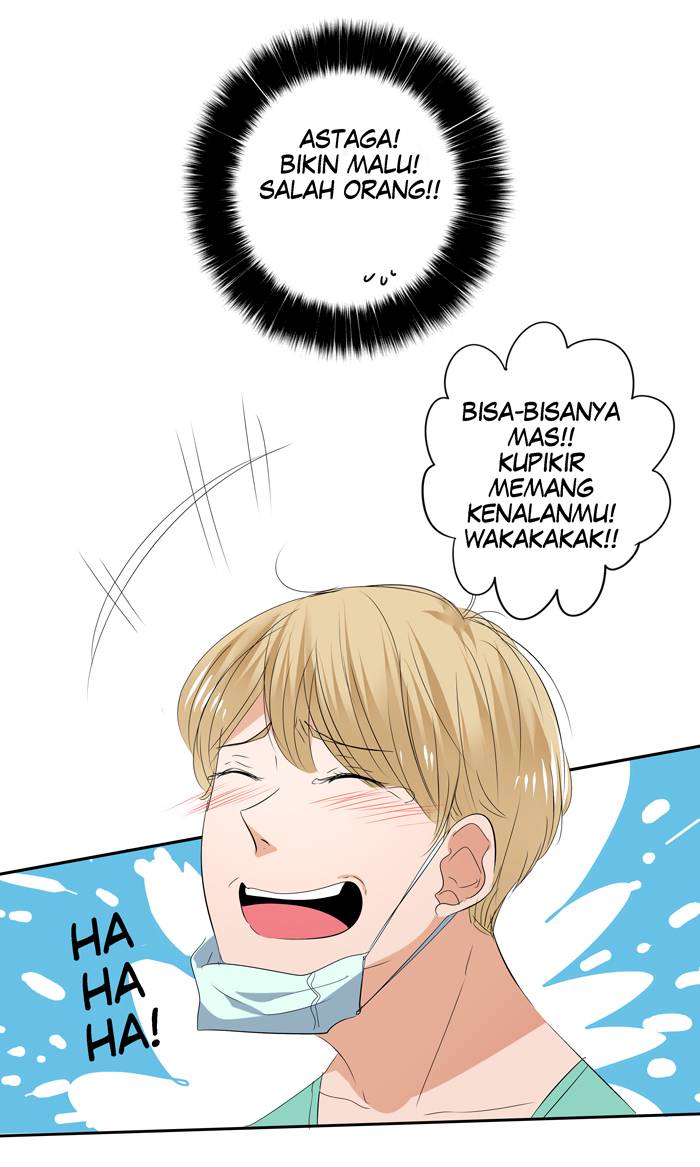 ASTAGA!
BIKIN MALU!
SALAH ORANG!!
BISA-BISANYA
MAS!!
KUPIKIR
MEMANG
KENALANMU!
WAKAKAKAK!!
HA
HA
HA!